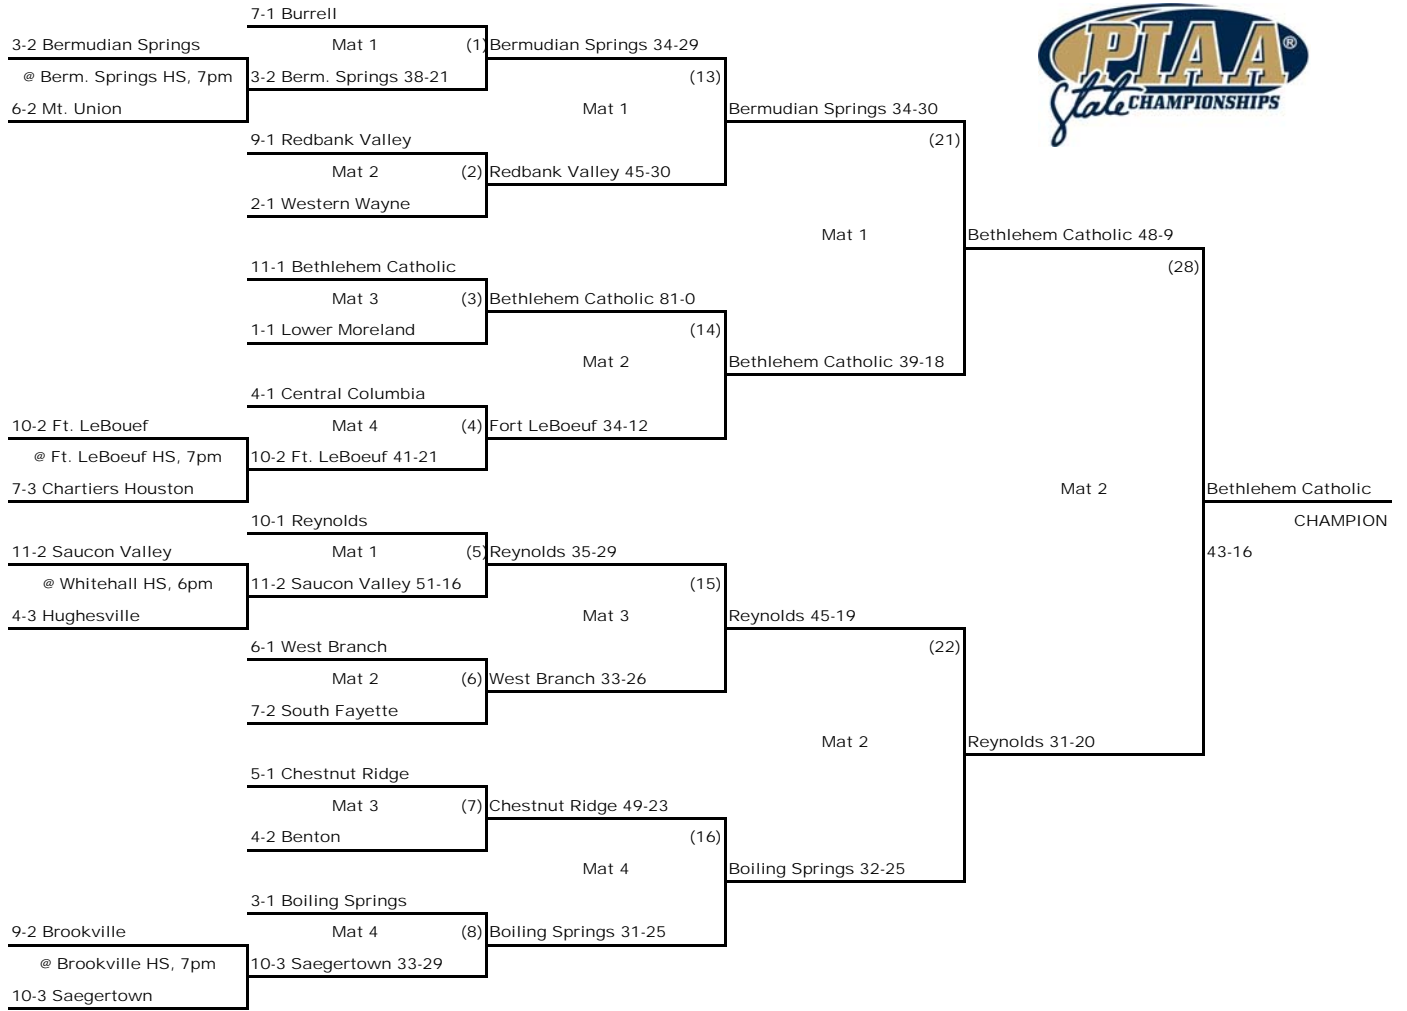 7-1 Burrell
3-2 Bermudian Springs
Mat 1
(1)
Bermudian Springs 34-29
@ Berm. Springs HS, 7pm
3-2 Berm. Springs 38-21
(13)
6-2 Mt. Union
Mat 1
Bermudian Springs 34-30
9-1 Redbank Valley
(21)
Mat 2
(2)
Redbank Valley 45-30
2-1 Western Wayne
Mat 1
Bethlehem Catholic 48-9
11-1 Bethlehem Catholic
(28)
Mat 3
(3)
Bethlehem Catholic 81-0
1-1 Lower Moreland
(14)
Mat 2
Bethlehem Catholic 39-18
4-1 Central Columbia
10-2 Ft. LeBouef
Mat 4
(4)
Fort LeBoeuf 34-12
@ Ft. LeBoeuf HS, 7pm
10-2 Ft. LeBoeuf 41-21
7-3 Chartiers Houston
Mat 2
Bethlehem Catholic
10-1 Reynolds
CHAMPION
11-2 Saucon Valley
Mat 1
(5)
Reynolds 35-29
43-16
@ Whitehall HS, 6pm
11-2 Saucon Valley 51-16
(15)
4-3 Hughesville
Mat 3
Reynolds 45-19
6-1 West Branch
(22)
Mat 2
(6)
West Branch 33-26
7-2 South Fayette
Mat 2
Reynolds 31-20
5-1 Chestnut Ridge
Mat 3
(7)
Chestnut Ridge 49-23
4-2 Benton
(16)
Mat 4
Boiling Springs 32-25
3-1 Boiling Springs
9-2 Brookville
Mat 4
(8)
Boiling Springs 31-25
@ Brookville HS, 7pm
10-3 Saegertown 33-29
10-3 Saegertown
PIAA®
State CHAMPIONSHIPS